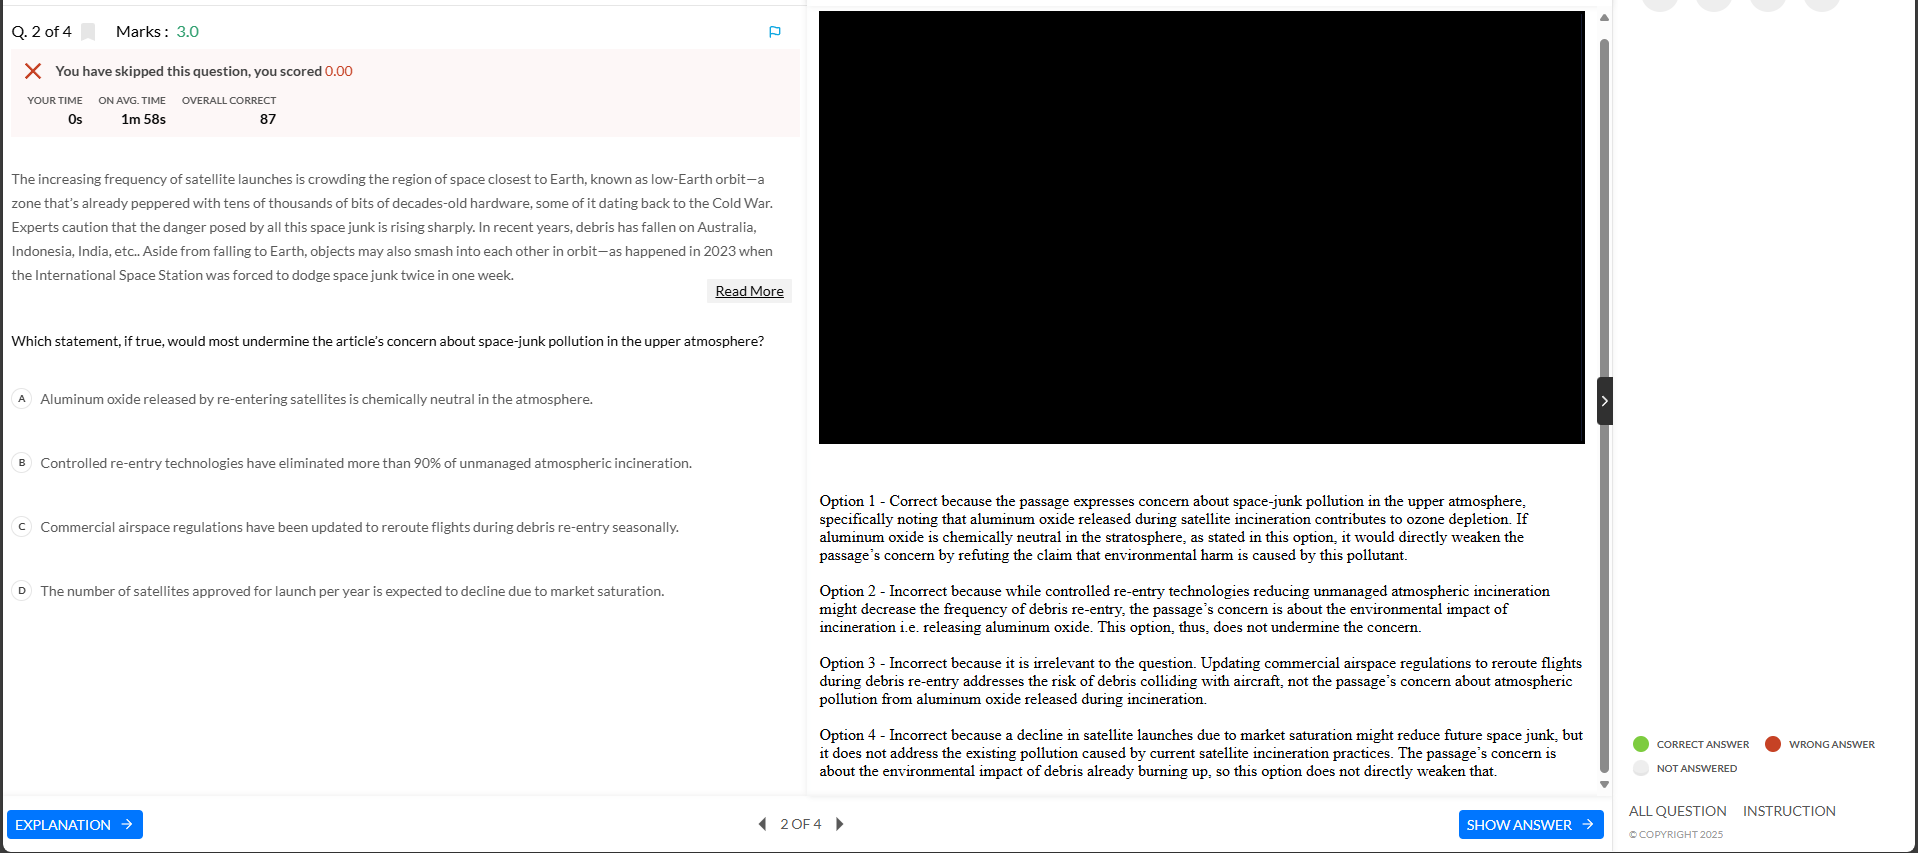 Q. 2 of 4 Marks : 3.0
You have skipped this question, you scored 0.00
YOUR TIME ON AVG. TIME OVERALL CORRECT
0s 1m 58s 87
The increasing frequency of satellite launches is crowding the region of space closest to Earth, known as low-Earth orbit—a
zone that's already peppered with tens of thousands of bits of decades-old hardware, some of it dating back to the Cold War.
Experts caution that the danger posed by all this space junk is rising sharply. In recent years, debris has fallen on Australia,
Indonesia, India, etc.. Aside from falling to Earth, objects may also smash into each other in orbit—as happened in 2023 when
the International Space Station was forced to dodge space junk twice in one week.
Read More
Which statement, if true, would most undermine the article's concern about space-junk pollution in the upper atmosphere?
A Aluminum oxide released by re-entering satellites is chemically neutral in the atmosphere.
B Controlled re-entry technologies have eliminated more than 90% of unmanaged atmospheric incineration.
C Commercial airspace regulations have been updated to reroute flights during debris re-entry seasonally.
D The number of satellites approved for launch per year is expected to decline due to market saturation.
EXPLANATION
2 OF 4
Option 1 - Correct because the passage expresses concern about space-junk pollution in the upper atmosphere,
specifically noting that aluminum oxide released during satellite incineration contributes to ozone depletion. If
aluminum oxide is chemically neutral in the stratosphere, as stated in this option, it would directly weaken the
passage's concern by refuting the claim that environmental harm is caused by this pollutant.
Option 2 - Incorrect because while controlled re-entry technologies reducing unmanaged atmospheric incineration
might decrease the frequency of debris re-entry, the passage's concern is about the environmental impact of
incineration i.e. releasing aluminum oxide. This option, thus, does not undermine the concern.
Option 3 - Incorrect because it is irrelevant to the question. Updating commercial airspace regulations to reroute flights
during debris re-entry addresses the risk of debris colliding with aircraft, not the passage's concern about atmospheric
pollution from aluminum oxide released during incineration.
Option 4 - Incorrect because a decline in satellite launches due to market saturation might reduce future space junk, but
it does not address the existing pollution caused by current satellite incineration practices. The passage's concern is
about the environmental impact of debris already burning up, so this option does not directly weaken that.
SHOW ANSWER
CORRECT ANSWER WRONG ANSWER
NOT ANSWERED
ALL QUESTION INSTRUCTION
© COPYRIGHT 2025